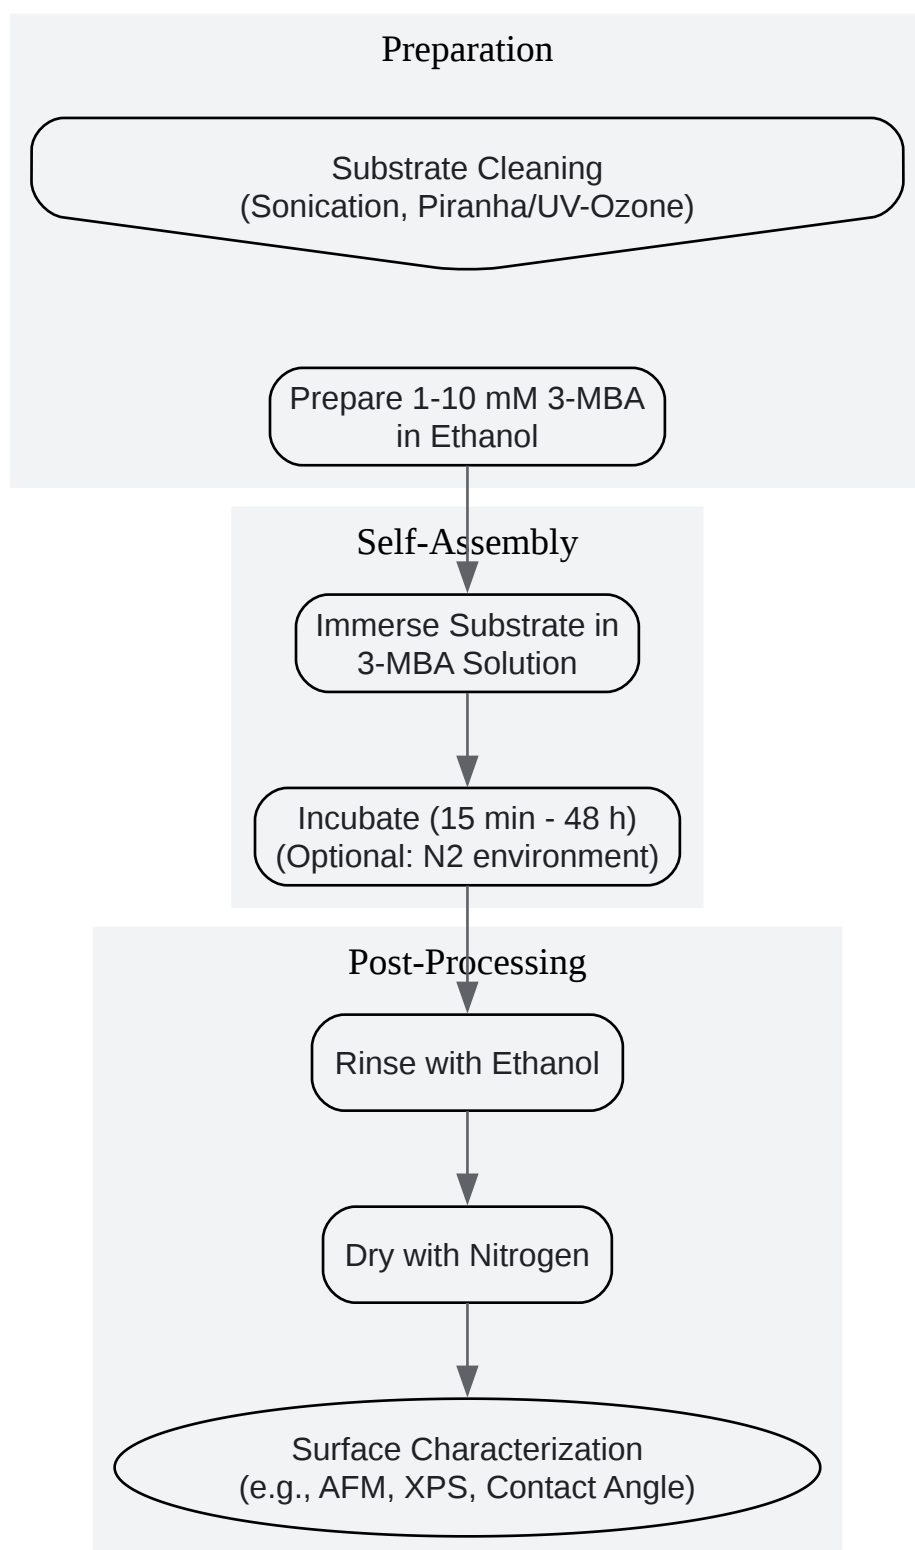 Preparation
Substrate Cleaning
(Sonication, Piranha/UV-Ozone)
Prepare 1-10 mM 3-MBA
in Ethanol
Self-Assembly
Immerse Substrate in
3-MBA Solution
Incubate (15 min - 48 h)
(Optional: N2 environment)
Post-Processing
Rinse with Ethanol
Dry with Nitrogen
Surface Characterization
(e.g., AFM, XPS, Contact Angle)